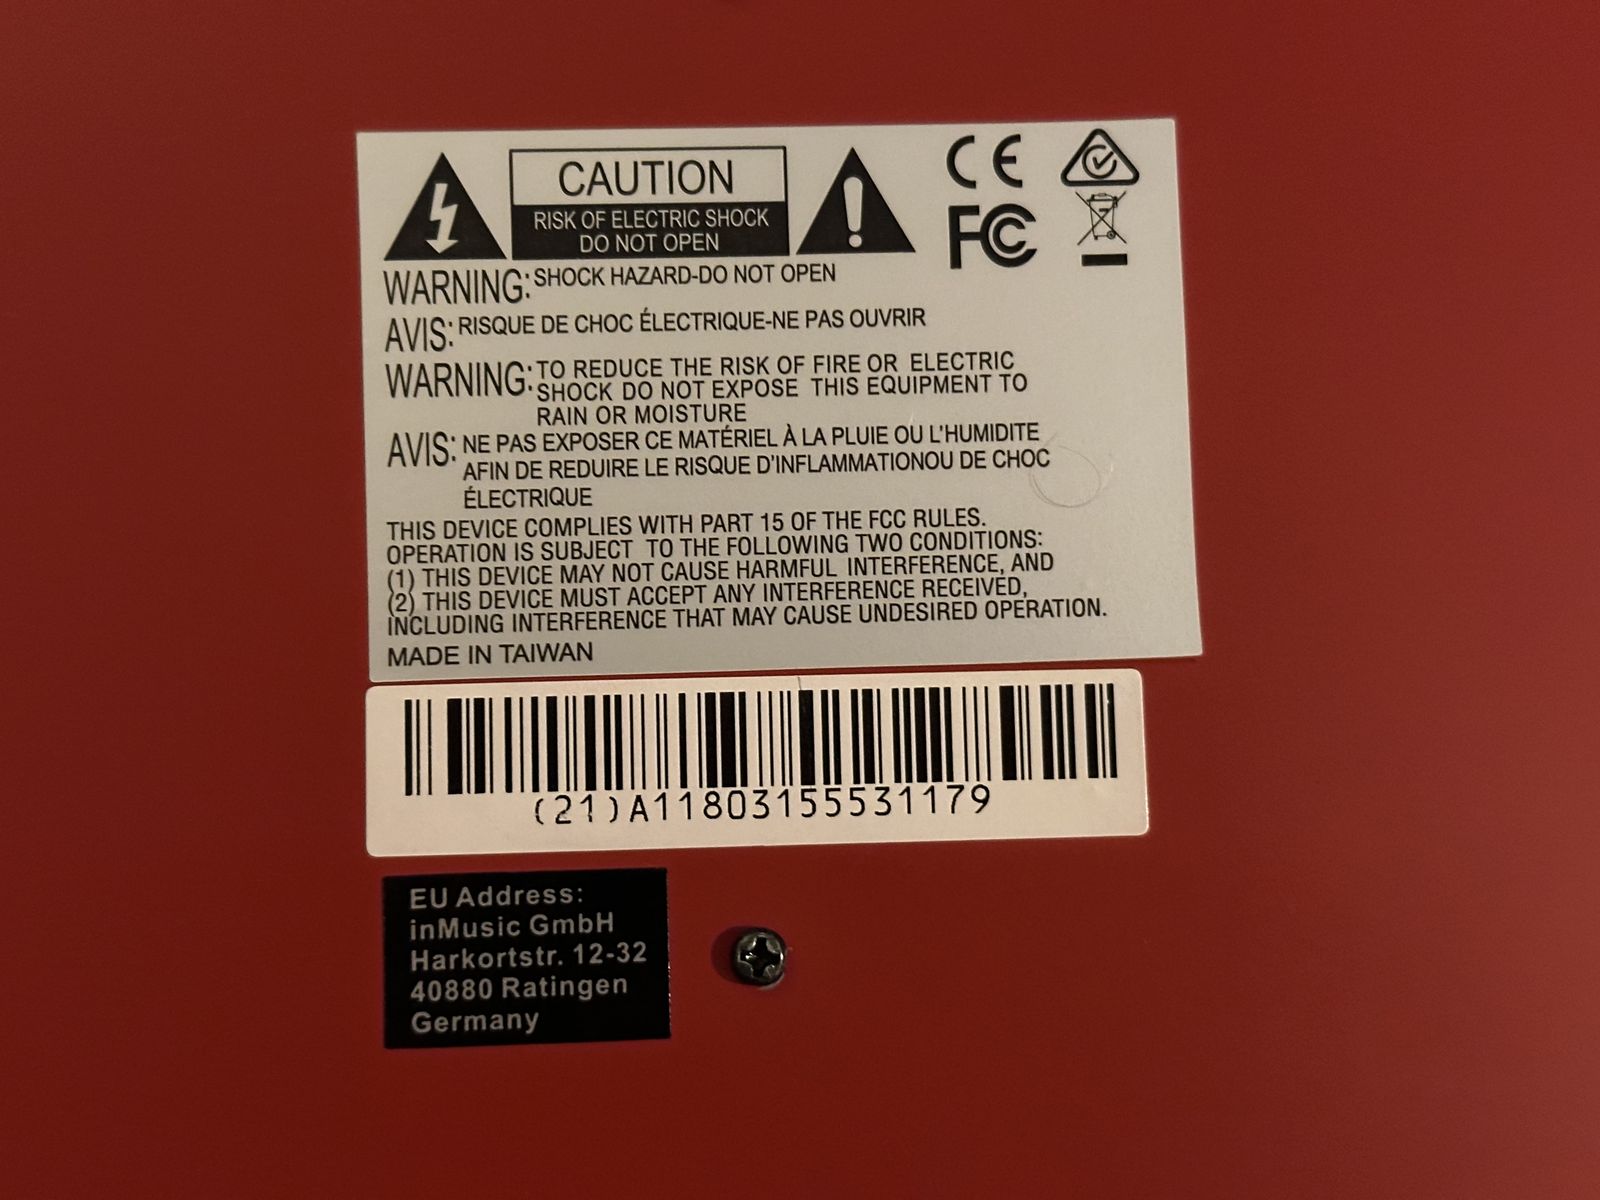 CAUTION
RISK OF ELECTRIC SHOCK
DO NOT OPEN
CE
FC
WARNING: SHOCK HAZARD-DO NOT OPEN
AVIS: RISQUE DE CHOC ÉLECTRIQUE-NE PAS OUVRIR
WARNING: TO REDUCE THE RISK OF FIRE OR ELECTRIC
SHOCK DO NOT EXPOSE THIS EQUIPMENT TO
RAIN OR MOISTURE
AVIS: NE PAS EXPOSER CE MATÉRIEL À LA PLUIE OU L'HUMIDITE
AFIN DE REDUIRE LE RISQUE D'INFLAMMATIONOU DE CHOC
ÉLECTRIQUE
THIS DEVICE COMPLIES WITH PART 15 OF THE FCC RULES.
OPERATION IS SUBJECT TO THE FOLLOWING TWO CONDITIONS:
(1) THIS DEVICE MAY NOT CAUSE HARMFUL INTERFERENCE, AND
(2) THIS DEVICE MUST ACCEPT ANY INTERFERENCE RECEIVED,
INCLUDING INTERFERENCE THAT MAY CAUSE UNDESIRED OPERATION.
MADE IN TAIWAN
(21)A11803155531179
EU Address:
inMusic GmbH
Harkortstr. 12-32
40880 Ratingen
Germany